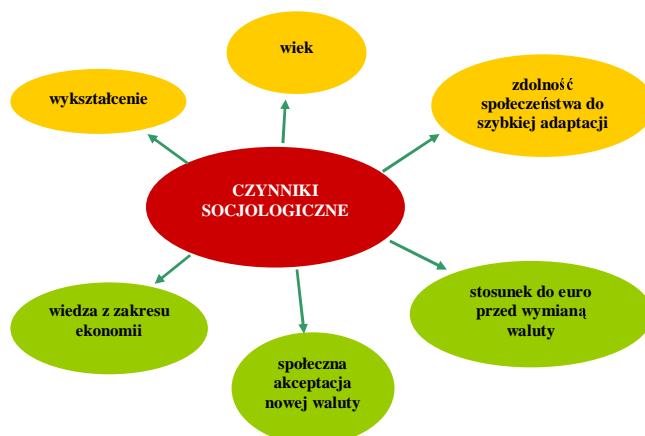 wiek
wykształcenie
zdolność
społeczeństwa do
szybkiej adaptacji
CZYNNIKI
SOCJOLOGICZNE
wiedza z zakresu
ekonomii
społeczna
akceptacja
nowej waluty
stosunek do euro
przed wymianą
waluty